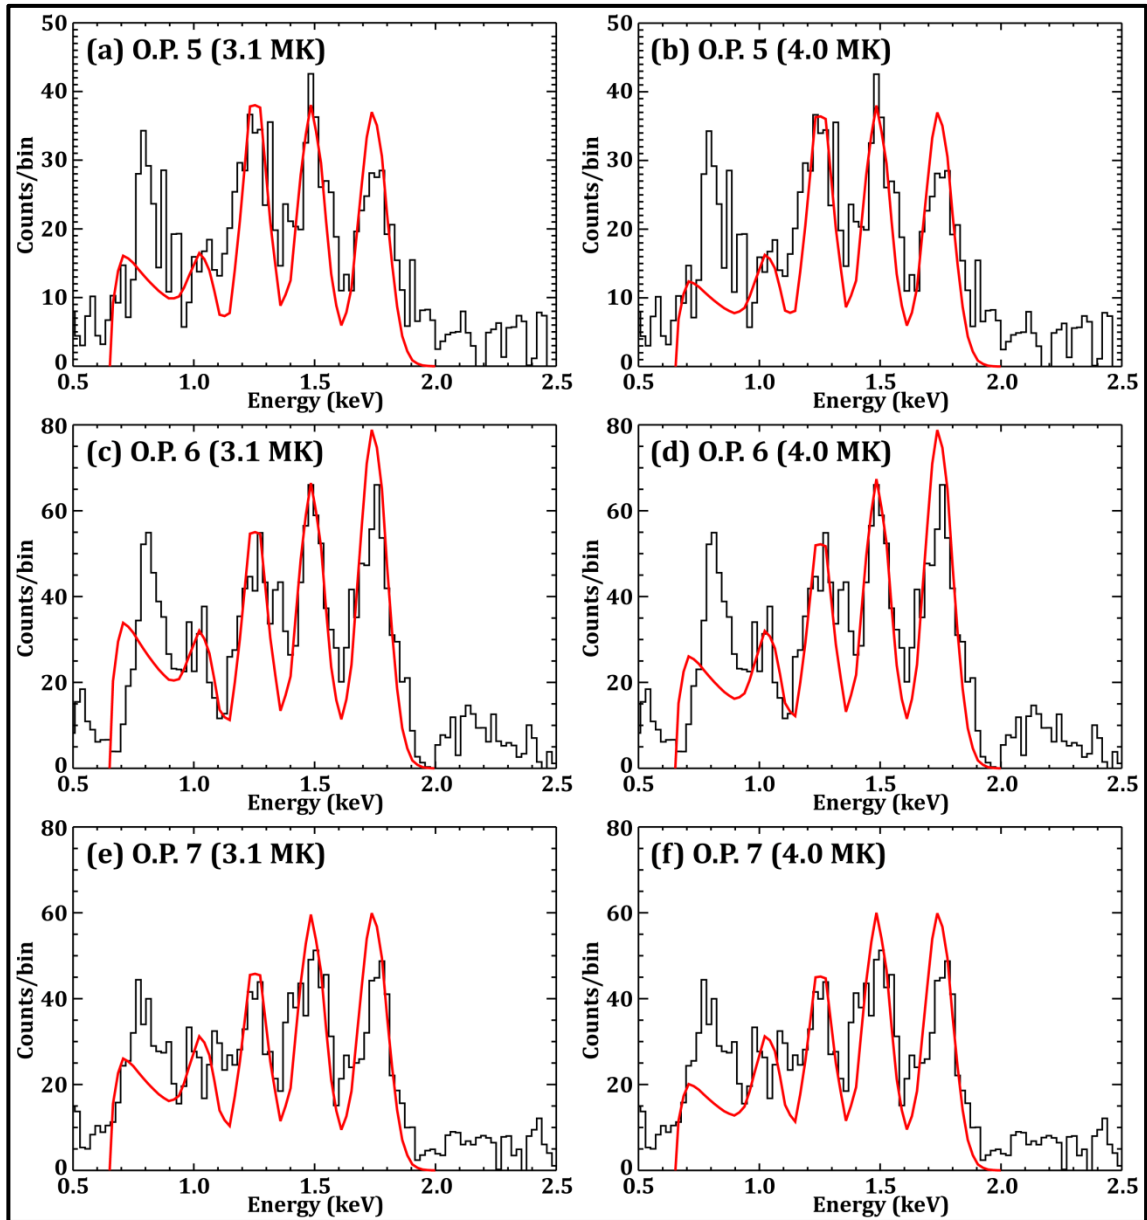 (a) O.P. 5 (3.1 MK)
50
40
30
20
10
0
Counts/bin
0.5 1.0 1.5 2.0 2.5
Energy (keV)
(b) O.P. 5 (4.0 MK)
50
40
30
20
10
0
Counts/bin
0.5 1.0 1.5 2.0 2.5
Energy (keV)
(c) O.P. 6 (3.1 MK)
80
60
40
20
0
Counts/bin
0.5 1.0 1.5 2.0 2.5
Energy (keV)
(d) O.P. 6 (4.0 MK)
80
60
40
20
0
Counts/bin
0.5 1.0 1.5 2.0 2.5
Energy (keV)
(e) O.P. 7 (3.1 MK)
80
60
40
20
0
Counts/bin
0.5 1.0 1.5 2.0 2.5
Energy (keV)
(f) O.P. 7 (4.0 MK)
80
60
40
20
0
Counts/bin
0.5 1.0 1.5 2.0 2.5
Energy (keV)